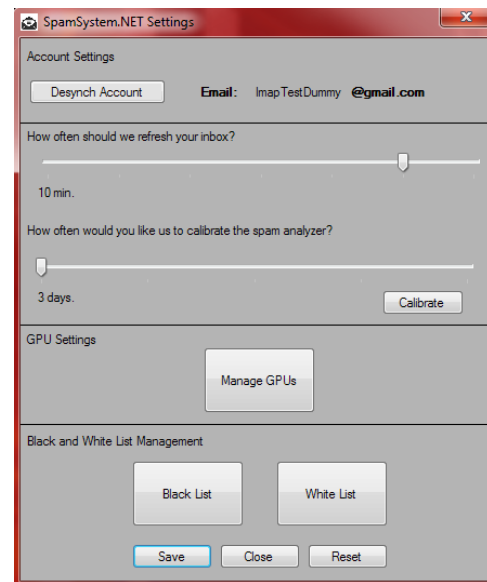 SpamSystem.NET Settings
x
Account Settings
Desynch Account Email: ImapTestDummy @gmail.com
How often should we refresh your inbox?
10 min.
How often would you like us to calibrate the spam analyzer?
3 days.
Calibrate
GPU Settings
Manage GPUs
Black and White List Management
Black List White List
Save Close Reset